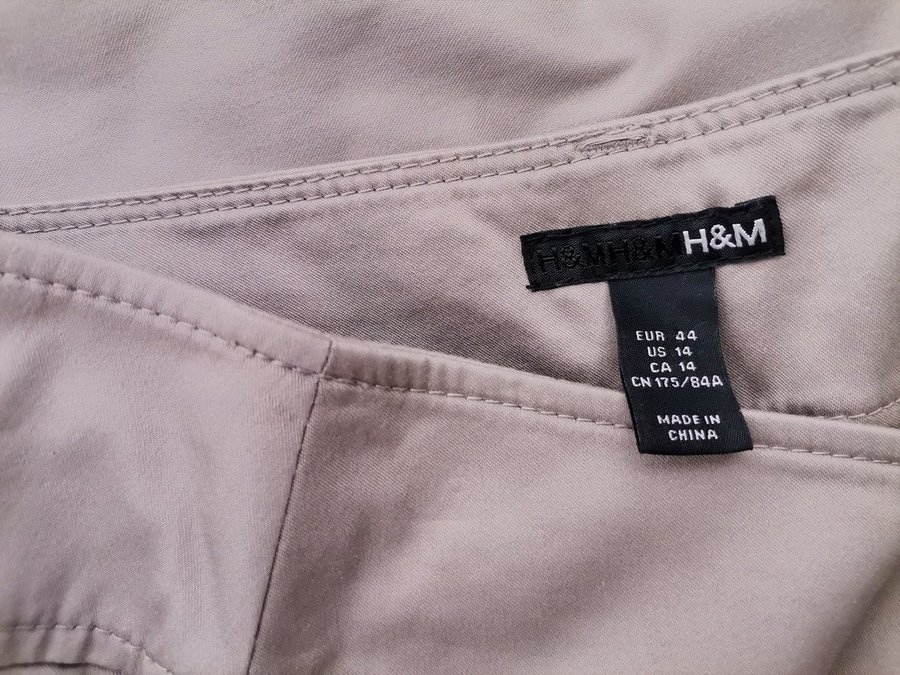 H&MH&MH&M
EUR 44
US 14
CA 14
CN 175/84A
MADE IN
CHINA